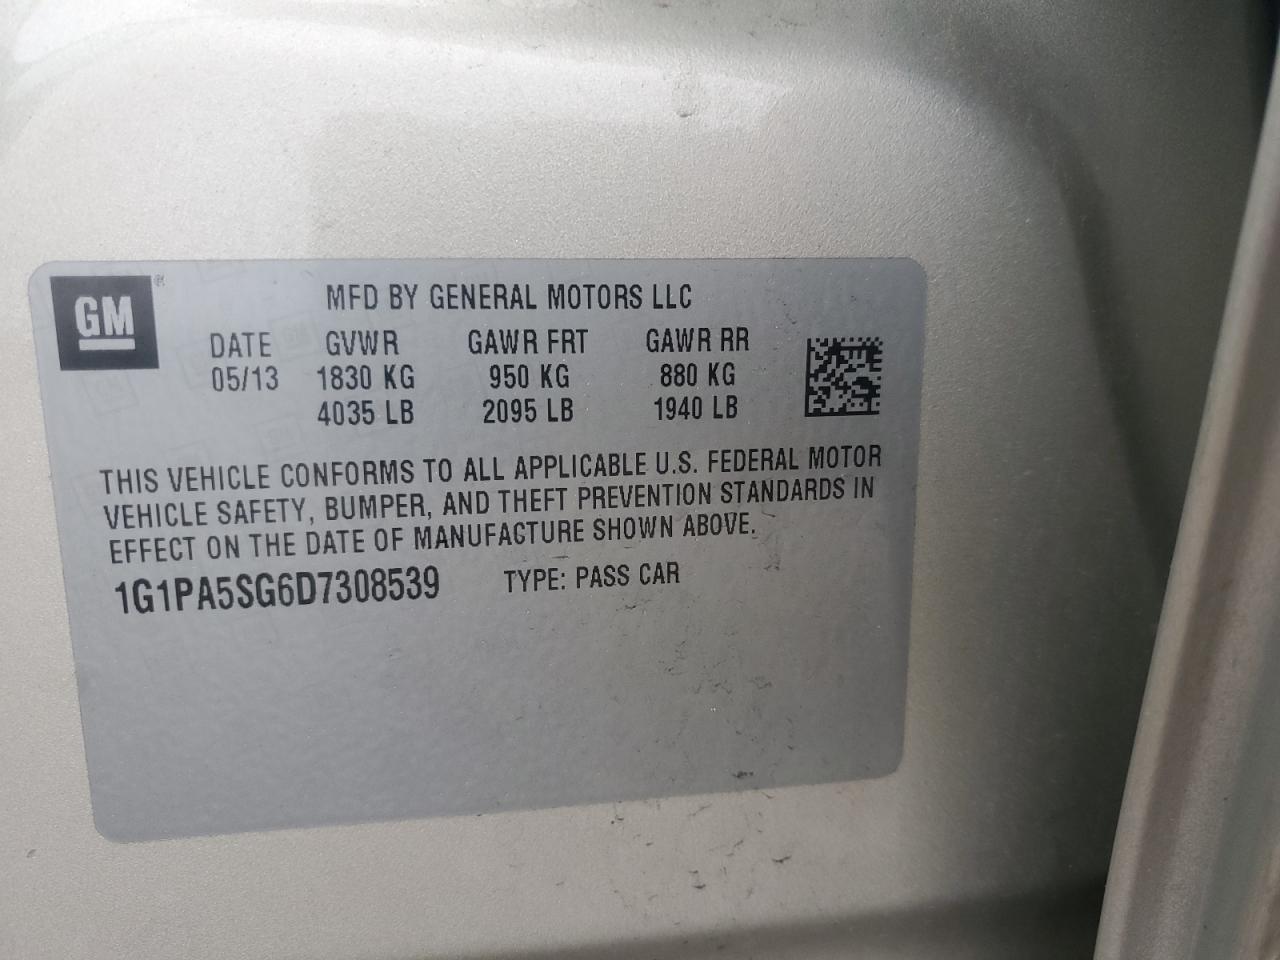 GM®
MFD BY GENERAL MOTORS LLC
DATE GVWR GAWR FRT GAWR RR
05/13 1830 KG 950 KG 880 KG
4035 LB 2095 LB 1940 LB
THIS VEHICLE CONFORMS TO ALL APPLICABLE U.S. FEDERAL MOTOR
VEHICLE SAFETY, BUMPER, AND THEFT PREVENTION STANDARDS IN
EFFECT ON THE DATE OF MANUFACTURE SHOWN ABOVE.
1G1PA5SG6D7308539 TYPE: PASS CAR